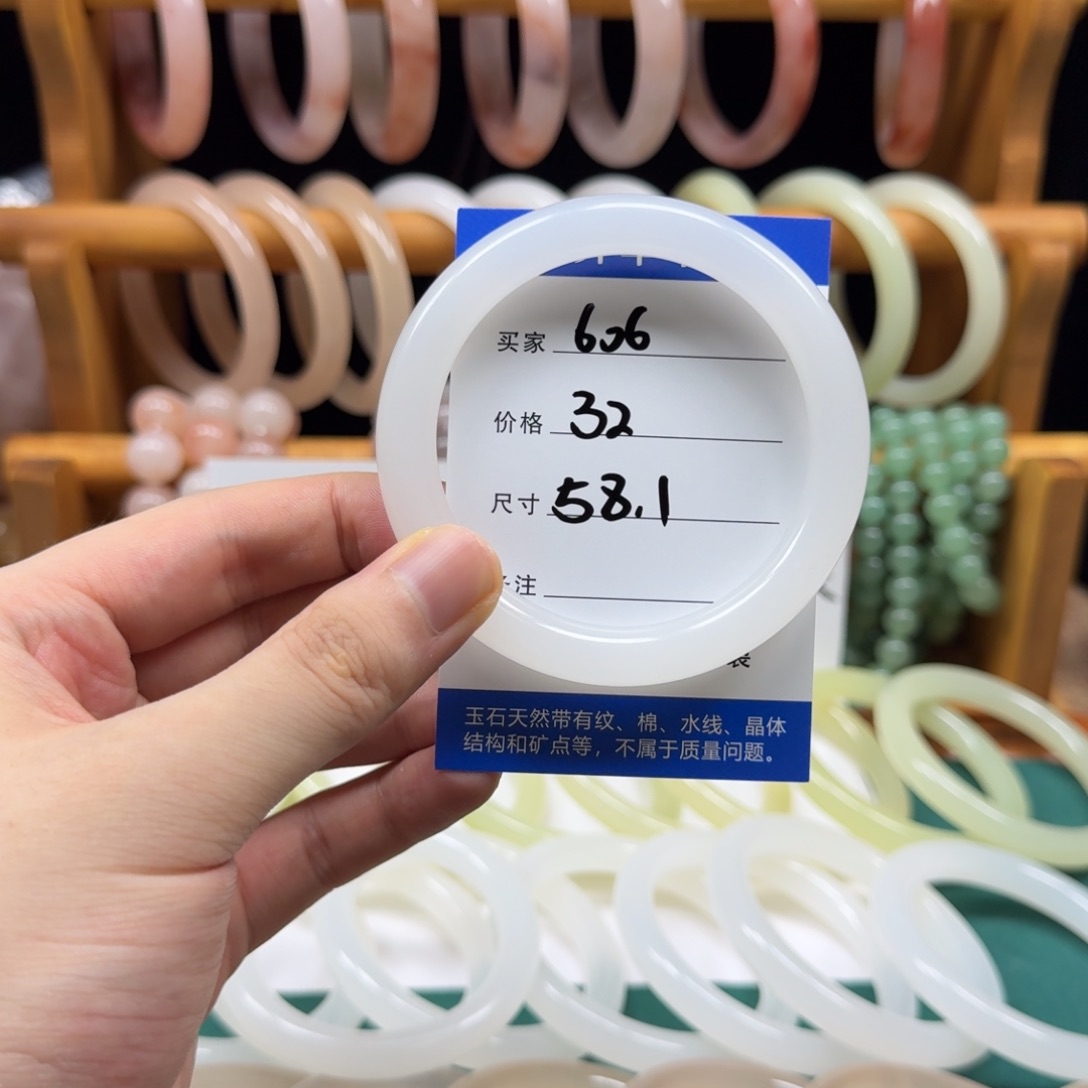 买家 606
价格 32
尺寸 58.1
注
装
玉石天然带有纹、棉、水线、晶体
结构和矿点等，不属于质量问题。